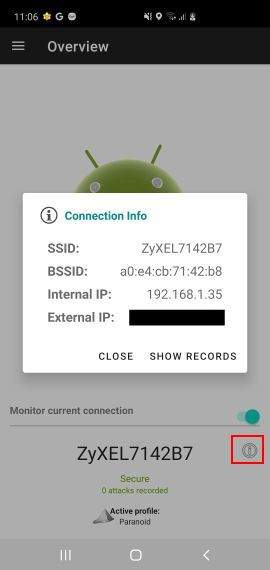 11:06
Overview
Connection Info
SSID: ZyXEL7142B7
BSSID: a0:e4:cb:71:42:b8
Internal IP: 192.168.1.35
External IP:
CLOSE SHOW RECORDS
Monitor current connection
ZyXEL7142B7
Secure
0 attacks recorded
Active profile:
Paranoid